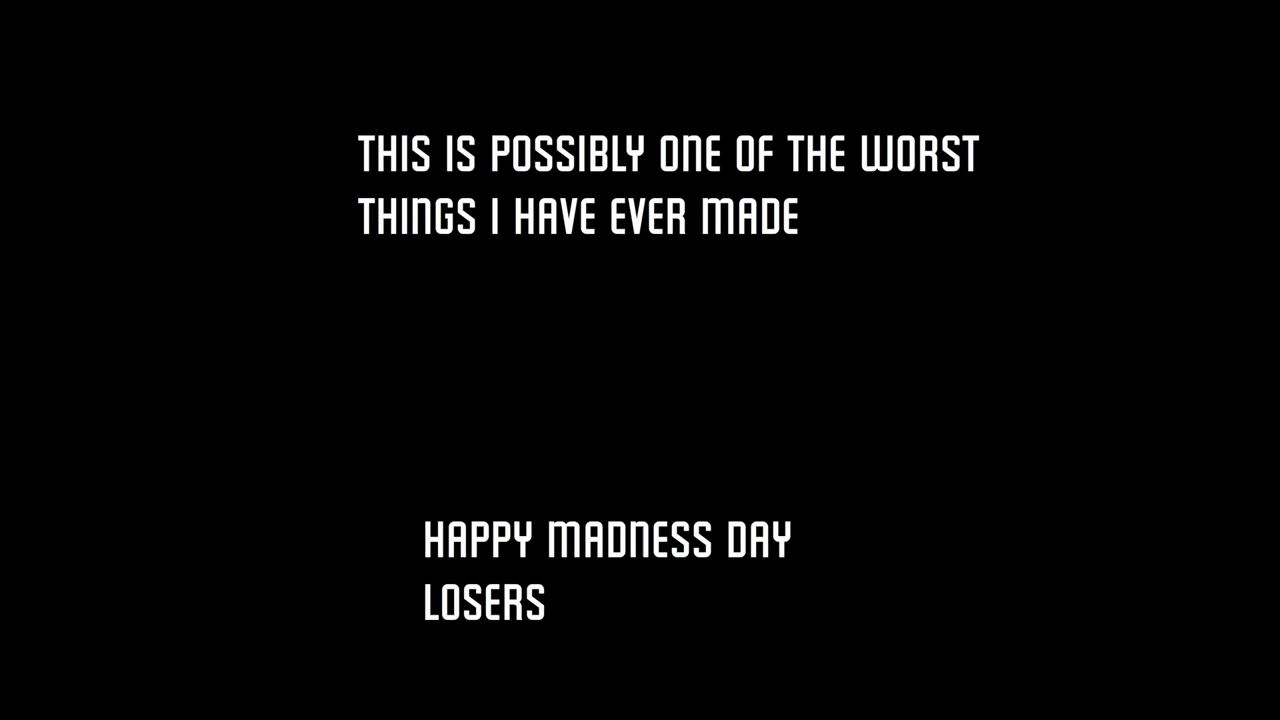 THIS IS POSSIBLY ONE OF THE WORST
THINGS I HAVE EVER MADE
HAPPY MADNESS DAY
LOSERS